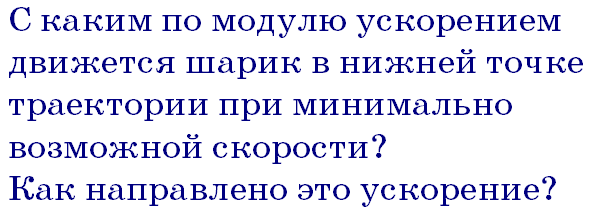 С каким по модулю ускорением
движется шарик в нижней точке
траектории при минимально
возможной скорости?
Как направлено это ускорение?